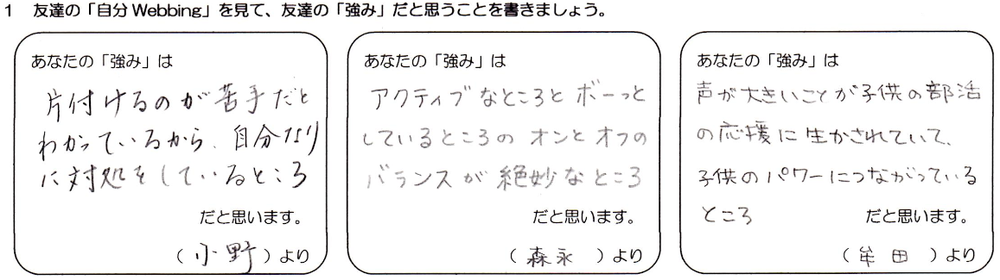 1 友達の「自分 Webbing」を見て、友達の「強み」だと思うことを書きましょう。
あなたの「強み」は
片付けるのが苦手だと
わかっているから、自分なり
に対処をしているところ
だと思います。
(小野)より
あなたの「強み」は
アクティブなところとボーっと
しているところのオンとオフの
バランスが絶妙なところ
だと思います。
(森永)より
あなたの「強み」は
声が大きいことが子供の部活
の応援に生かされていて、
子供のパワーにつながっている
ところ だと思います。
(牟田)より